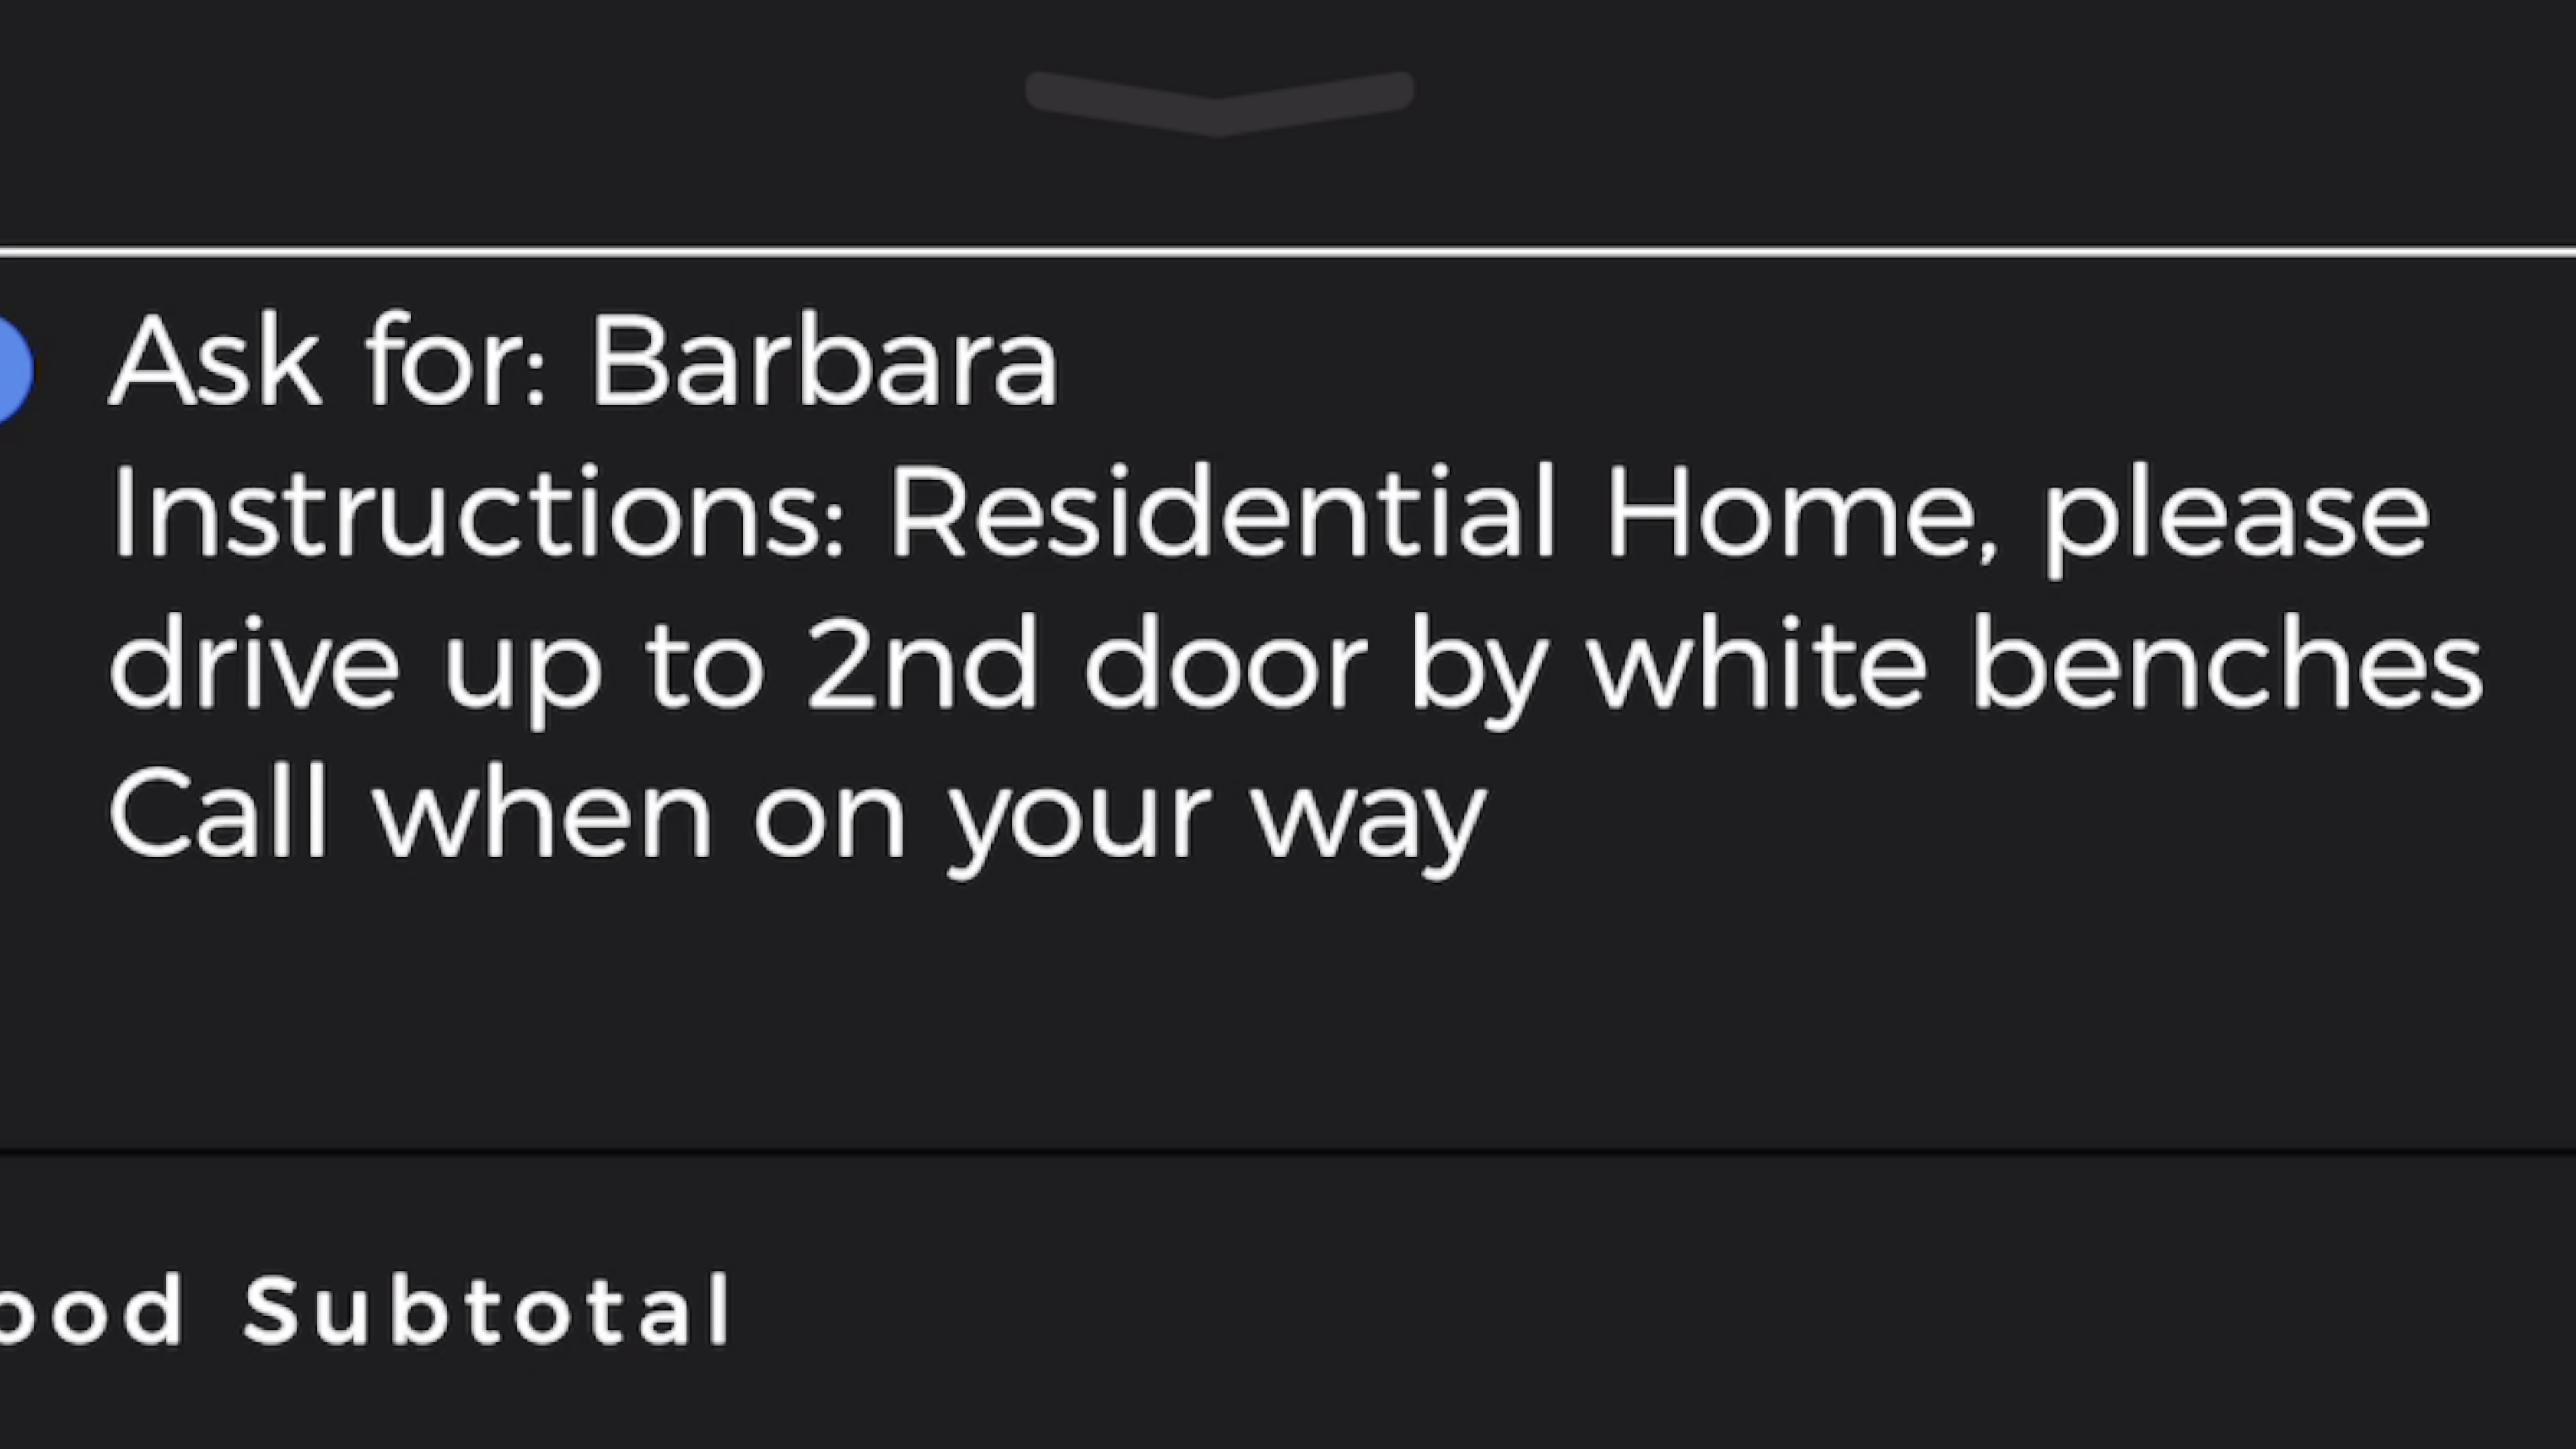 Ask for: Barbara
Instructions: Residential Home, please
drive up to 2nd door by white benches
Call when on your way
Subtotal